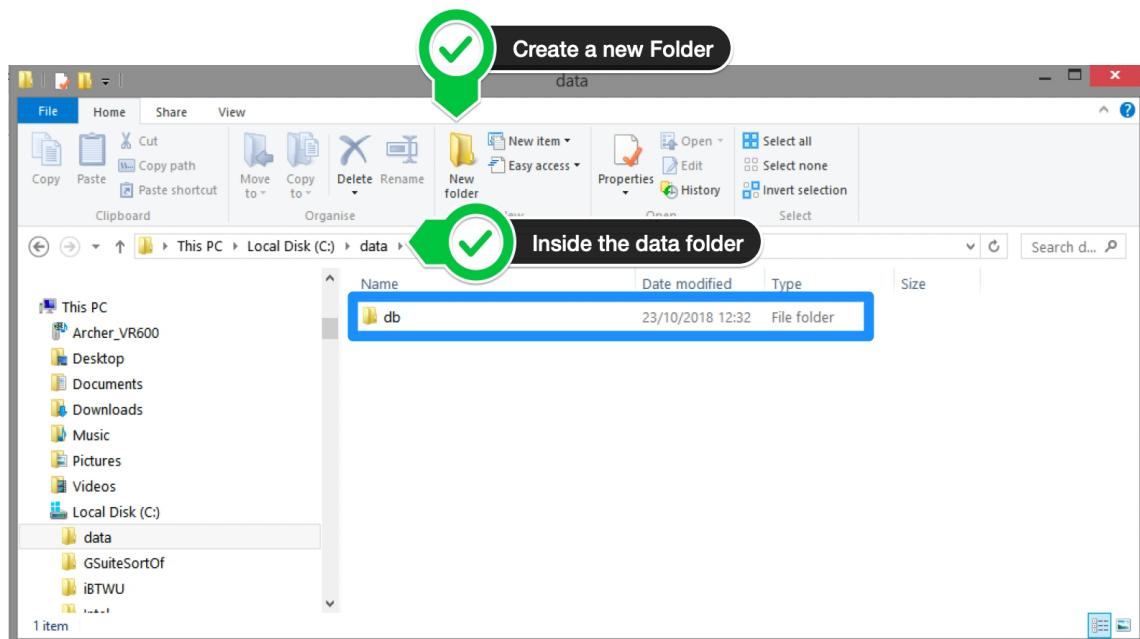 Create a new Folder
data
File Home Share View
Copy
Paste
Cut
Copy path
Paste shortcut
Clipboard
Move to
Copy to
Delete
Rename
Organise
New folder
New item
Easy access
New
Properties
Open
Edit
History
Open
Select all
Select none
Invert selection
Select
This PC Local Disk (C:) data
Inside the data folder
Search d...
Name Date modified Type Size
db 23/10/2018 12:32 File folder
This PC
Archer_VR600
Desktop
Documents
Downloads
Music
Pictures
Videos
Local Disk (C:)
data
GSuiteSortOf
iBTWU
Intel
1 item